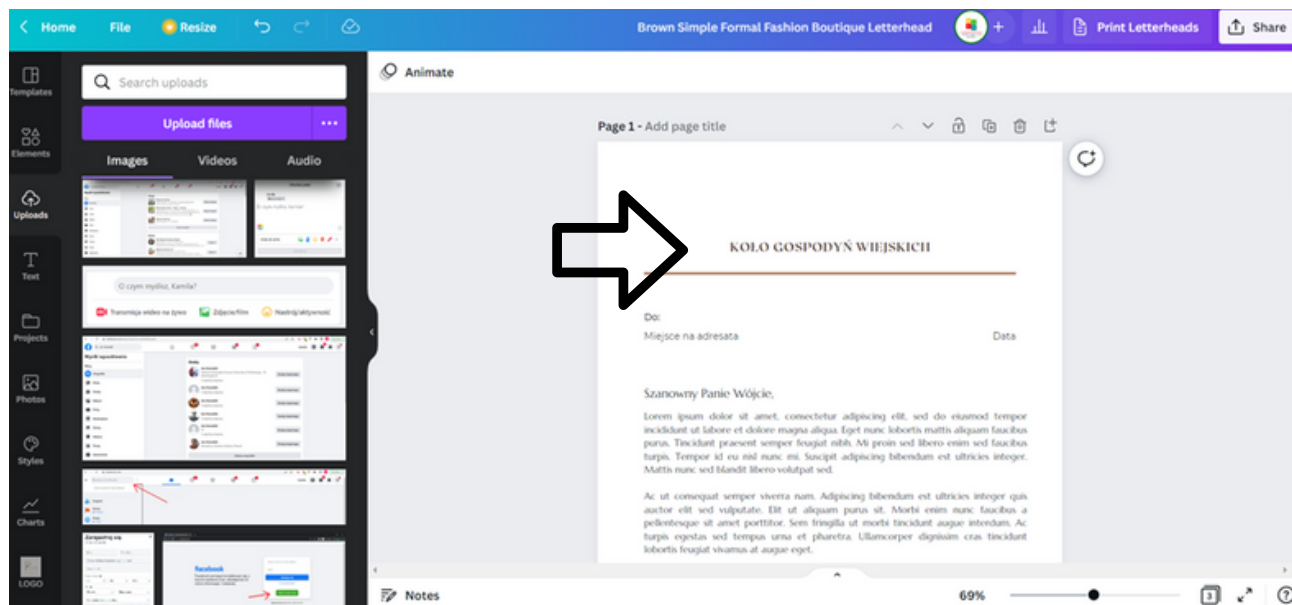 Home File Resize Brown Simple Formal Fashion Boutique Letterhead + Print Letterheads Share
Templates
Elements
Uploads
Text
Projects
Photos
Styles
Charts
LOGO
Search uploads
Upload files
Images Videos Audio
O czym myślisz, Kamila?
Transmisja wideo na żywo Zdjęcie/film Nastrój/aktywność
facebook
Animate
Page 1 - Add page title
KOŁO GOSPODYŃ WIEJSKICH
Do:
Miejsce na adresata Data
Szanowny Panie Wójcie,
Lorem ipsum dolor sit amet, consectetur adipiscing elit, sed do eiusmod tempor
incididunt ut labore et dolore magna aliqua. Eget nunc lobortis mattis aliquam faucibus
purus. Tincidunt praesent semper feugiat nibh. Mi proin sed libero enim sed faucibus
turpis. Tempor id eu nisl nunc mi. Suscipit adipiscing bibendum est ultricies integer.
Mattis nunc sed blandit libero volutpat sed.
Ac ut consequat semper viverra nam. Adipiscing bibendum est ultricies integer quis
auctor elit sed vulputate. Elit ut aliquam purus sit. Morbi enim nunc faucibus a
pellentesque sit amet porttitor. Sem fringilla ut morbi tincidunt augue interdum. Ac
turpis egestas sed tempus urna et pharetra. Ullamcorper dignissim cras tincidunt
lobortis feugiat vivamus at augue eget.
Notes 69% 3